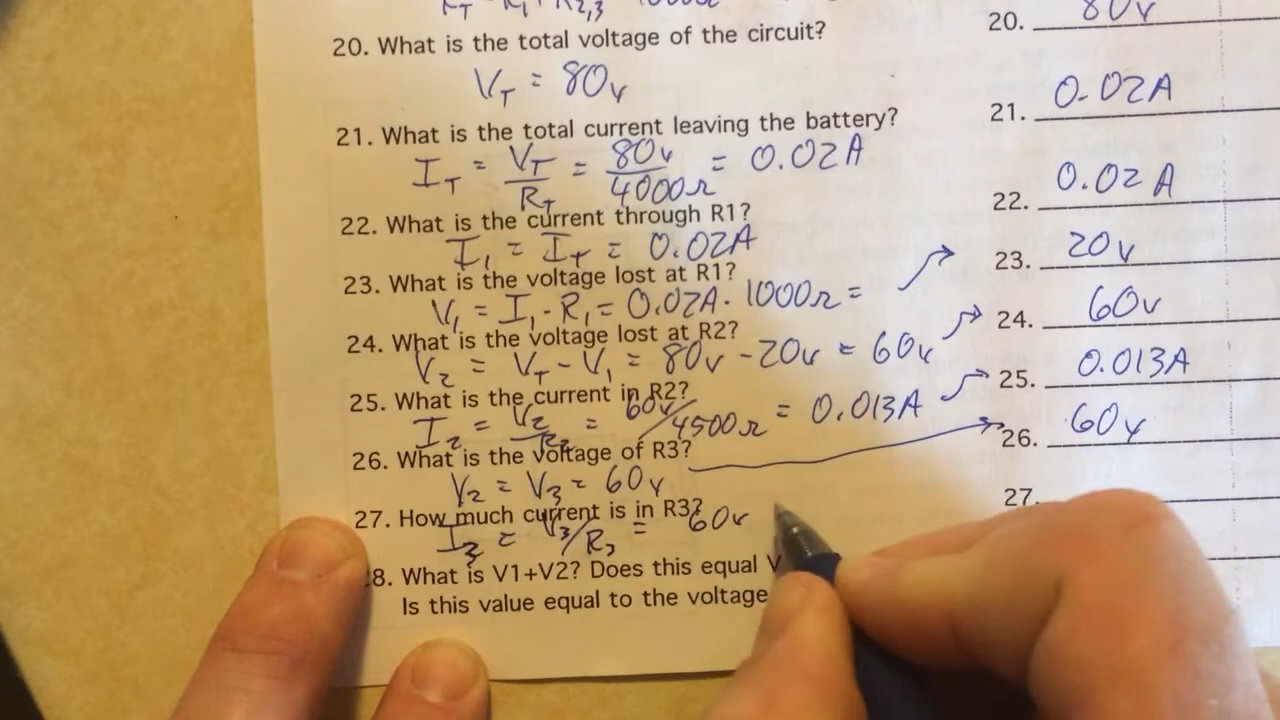 20. What is the total voltage of the circuit? 20. 80v
V_T = 80v
21. What is the total current leaving the battery? 21. 0.02A
I_T = V_T / R_T = 80v / 4000Ω = 0.02A
22. What is the current through R1? 22. 0.02A
I_1 = I_T = 0.02A
23. What is the voltage lost at R1? 23. 20v
V_1 = I_1 · R_1 = 0.02A · 1000Ω =
24. What is the voltage lost at R2? 24. 60v
V_2 = V_T - V_1 = 80v - 20v = 60v
25. What is the current in R2? 25. 0.013A
I_2 = V_2 / R_2 = 60v / 4500Ω = 0.013A
26. What is the voltage of R3? 26. 60v
V_2 = V_3 = 60v
27. How much current is in R3? 27.
I_3 = V_3 / R_3 = 60v
8. What is V1+V2? Does this equal V
Is this value equal to the voltage